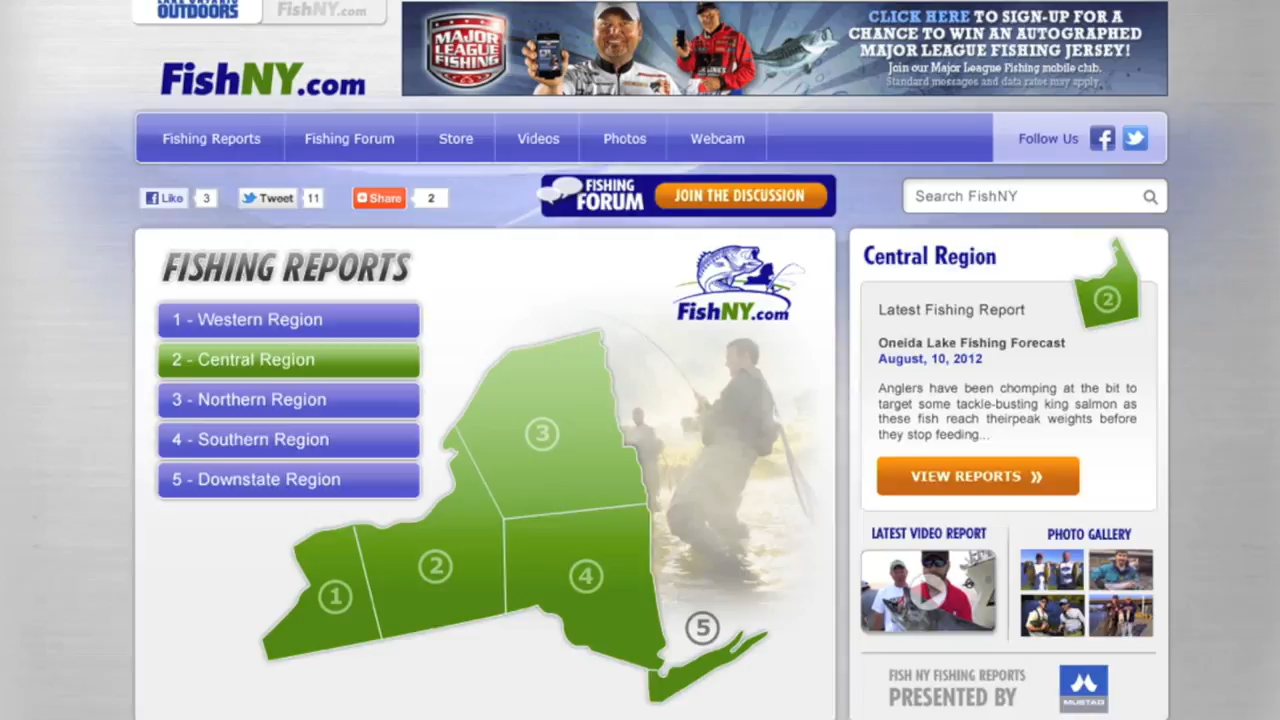 LAKE ONTARIO
OUTDOORS
FishNY.com
FishNY.com
MAJOR
LEAGUE
FISHING
CLICK HERE TO SIGN-UP FOR A
CHANCE TO WIN AN AUTOGRAPHED
MAJOR LEAGUE FISHING JERSEY!
Join our Major League Fishing mobile club.
Standard messages and data rates may apply.
Fishing Reports
Fishing Forum
Store
Videos
Photos
Webcam
Follow Us
Like 3
Tweet 11
Share 2
FISHING
FORUM
JOIN THE DISCUSSION
Search FishNY
FISHING REPORTS
FishNY.com
1 - Western Region
2 - Central Region
3 - Northern Region
4 - Southern Region
5 - Downstate Region
3
2
4
1
5
Central Region
2
Latest Fishing Report
Oneida Lake Fishing Forecast
August, 10, 2012
Anglers have been chomping at the bit to
target some tackle-busting king salmon as
these fish reach theirpeak weights before
they stop feeding...
VIEW REPORTS »
LATEST VIDEO REPORT
PHOTO GALLERY
FISH NY FISHING REPORTS
PRESENTED BY
MUSTAD